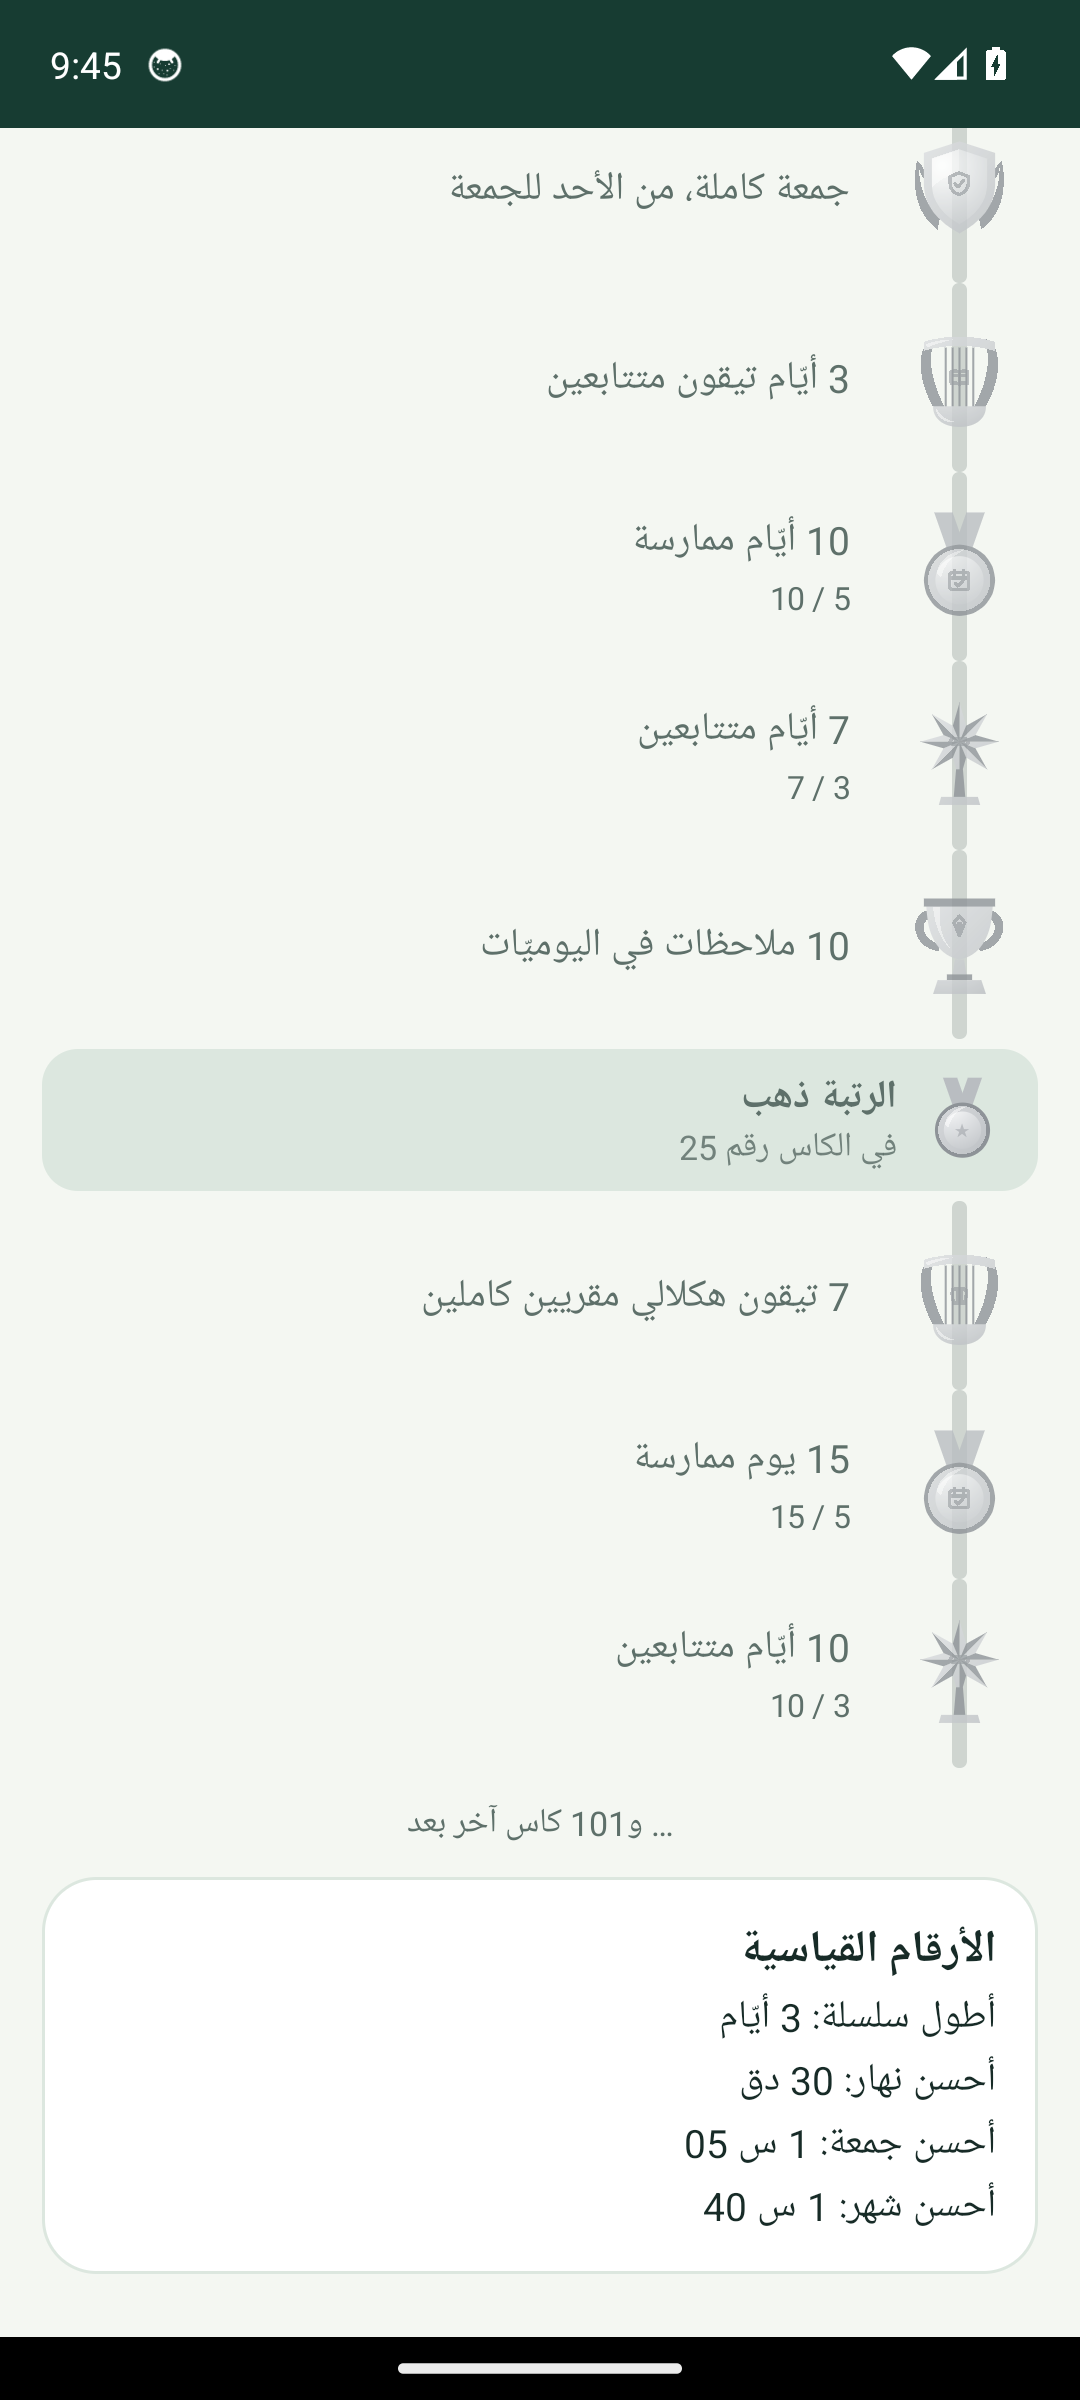 9:45
جمعة كاملة، من الأحد للجمعة
3 أيّام تيقون متتابعين
10 أيّام ممارسة
5 / 10
7 أيّام متتابعين
3 / 7
10 ملاحظات في اليوميّات
الرتبة ذهب
في الكاس رقم 25
7 تيقون هكلالي مقريين كاملين
15 يوم ممارسة
5 / 15
10 أيّام متتابعين
3 / 10
… و101 كاس آخر بعد
الأرقام القياسية
أطول سلسلة: 3 أيّام
أحسن نهار: 30 دق
أحسن جمعة: 1 س 05
أحسن شهر: 1 س 40